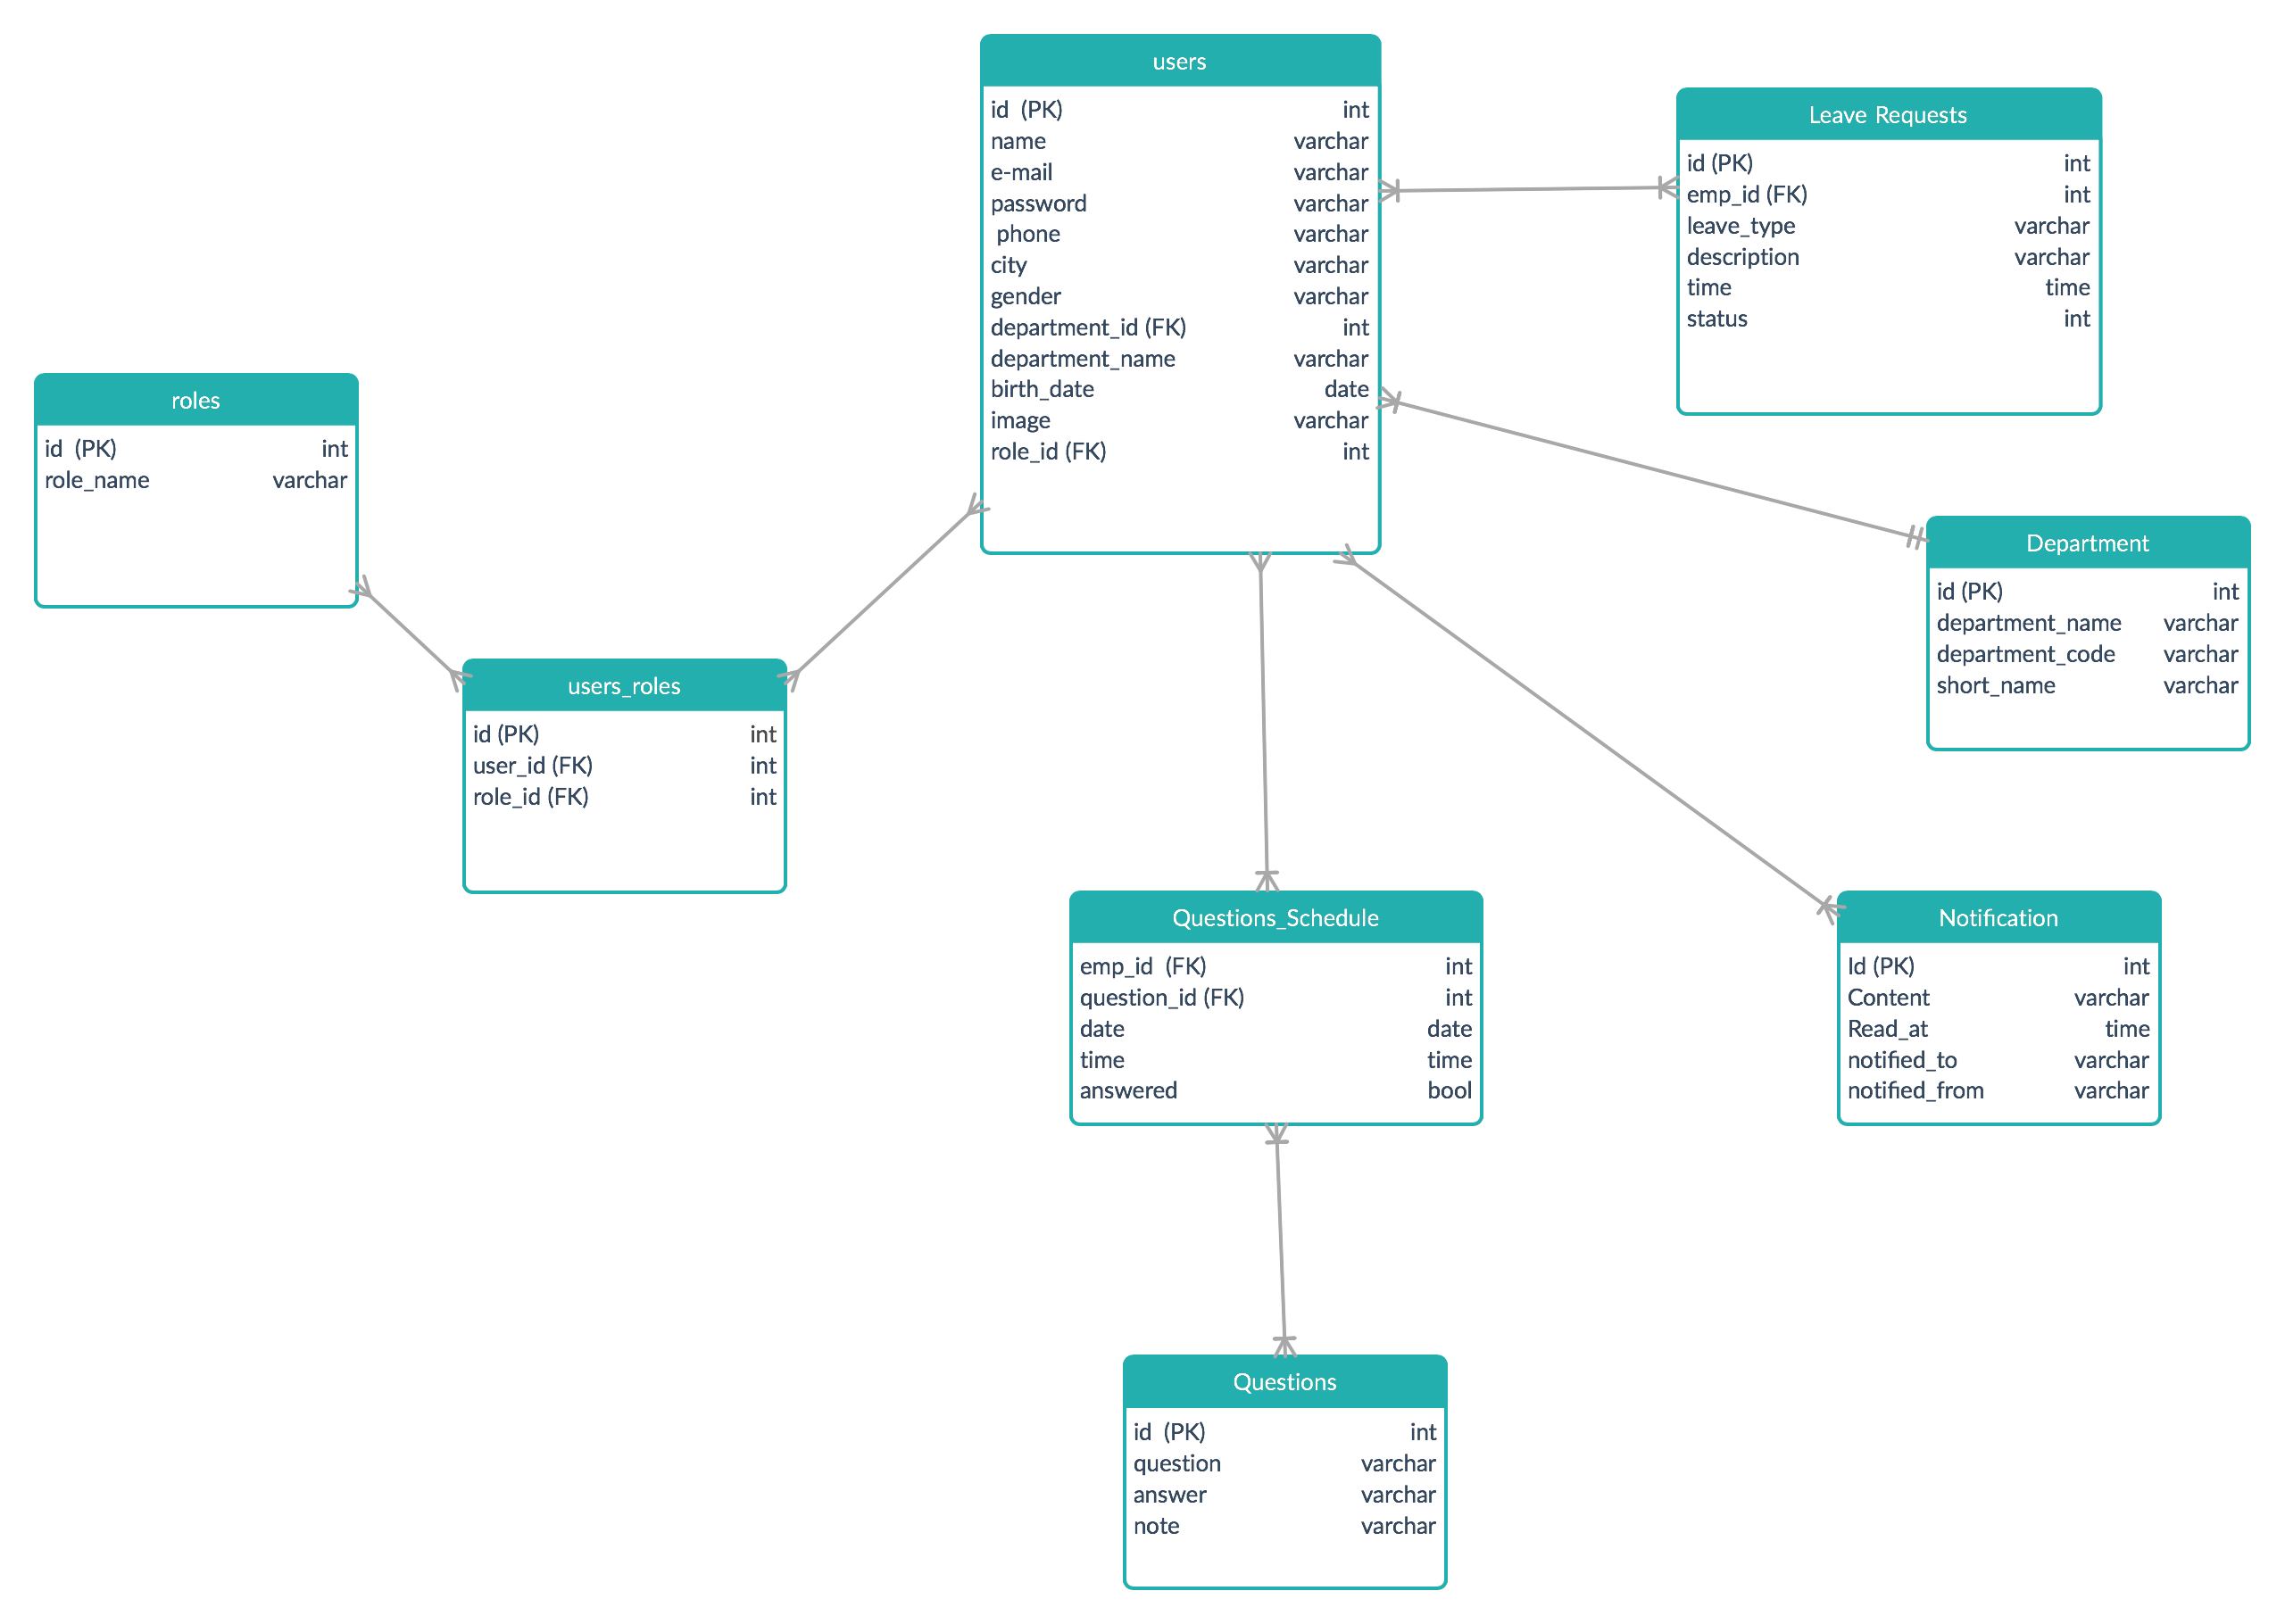 users
id (PK) int
name varchar
e-mail varchar
password varchar
phone varchar
city varchar
gender varchar
department_id (FK) int
department_name varchar
birth_date date
image varchar
role_id (FK) int
Leave Requests
id (PK) int
emp_id (FK) int
leave_type varchar
description varchar
time time
status int
roles
id (PK) int
role_name varchar
Department
id (PK) int
department_name varchar
department_code varchar
short_name varchar
users_roles
id (PK) int
user_id (FK) int
role_id (FK) int
Questions_Schedule
emp_id (FK) int
question_id (FK) int
date date
time time
answered bool
Notification
Id (PK) int
Content varchar
Read_at time
notified_to varchar
notified_from varchar
Questions
id (PK) int
question varchar
answer varchar
note varchar